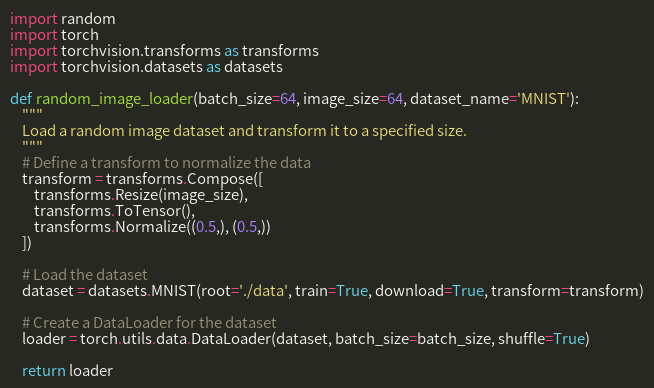 import random
import torch
import torchvision.transforms as transforms
import torchvision.datasets as datasets

def random_image_loader(batch_size=64, image_size=64, dataset_name='MNIST'):
    """
    Load a random image dataset and transform it to a specified size.
    """
    # Define a transform to normalize the data
    transform = transforms.Compose([
        transforms.Resize(image_size),
        transforms.ToTensor(),
        transforms.Normalize((0.5,), (0.5,))
    ])

    # Load the dataset
    dataset = datasets.MNIST(root='./data', train=True, download=True, transform=transform)

    # Create a DataLoader for the dataset
    loader = torch.utils.data.DataLoader(dataset, batch_size=batch_size, shuffle=True)

    return loader